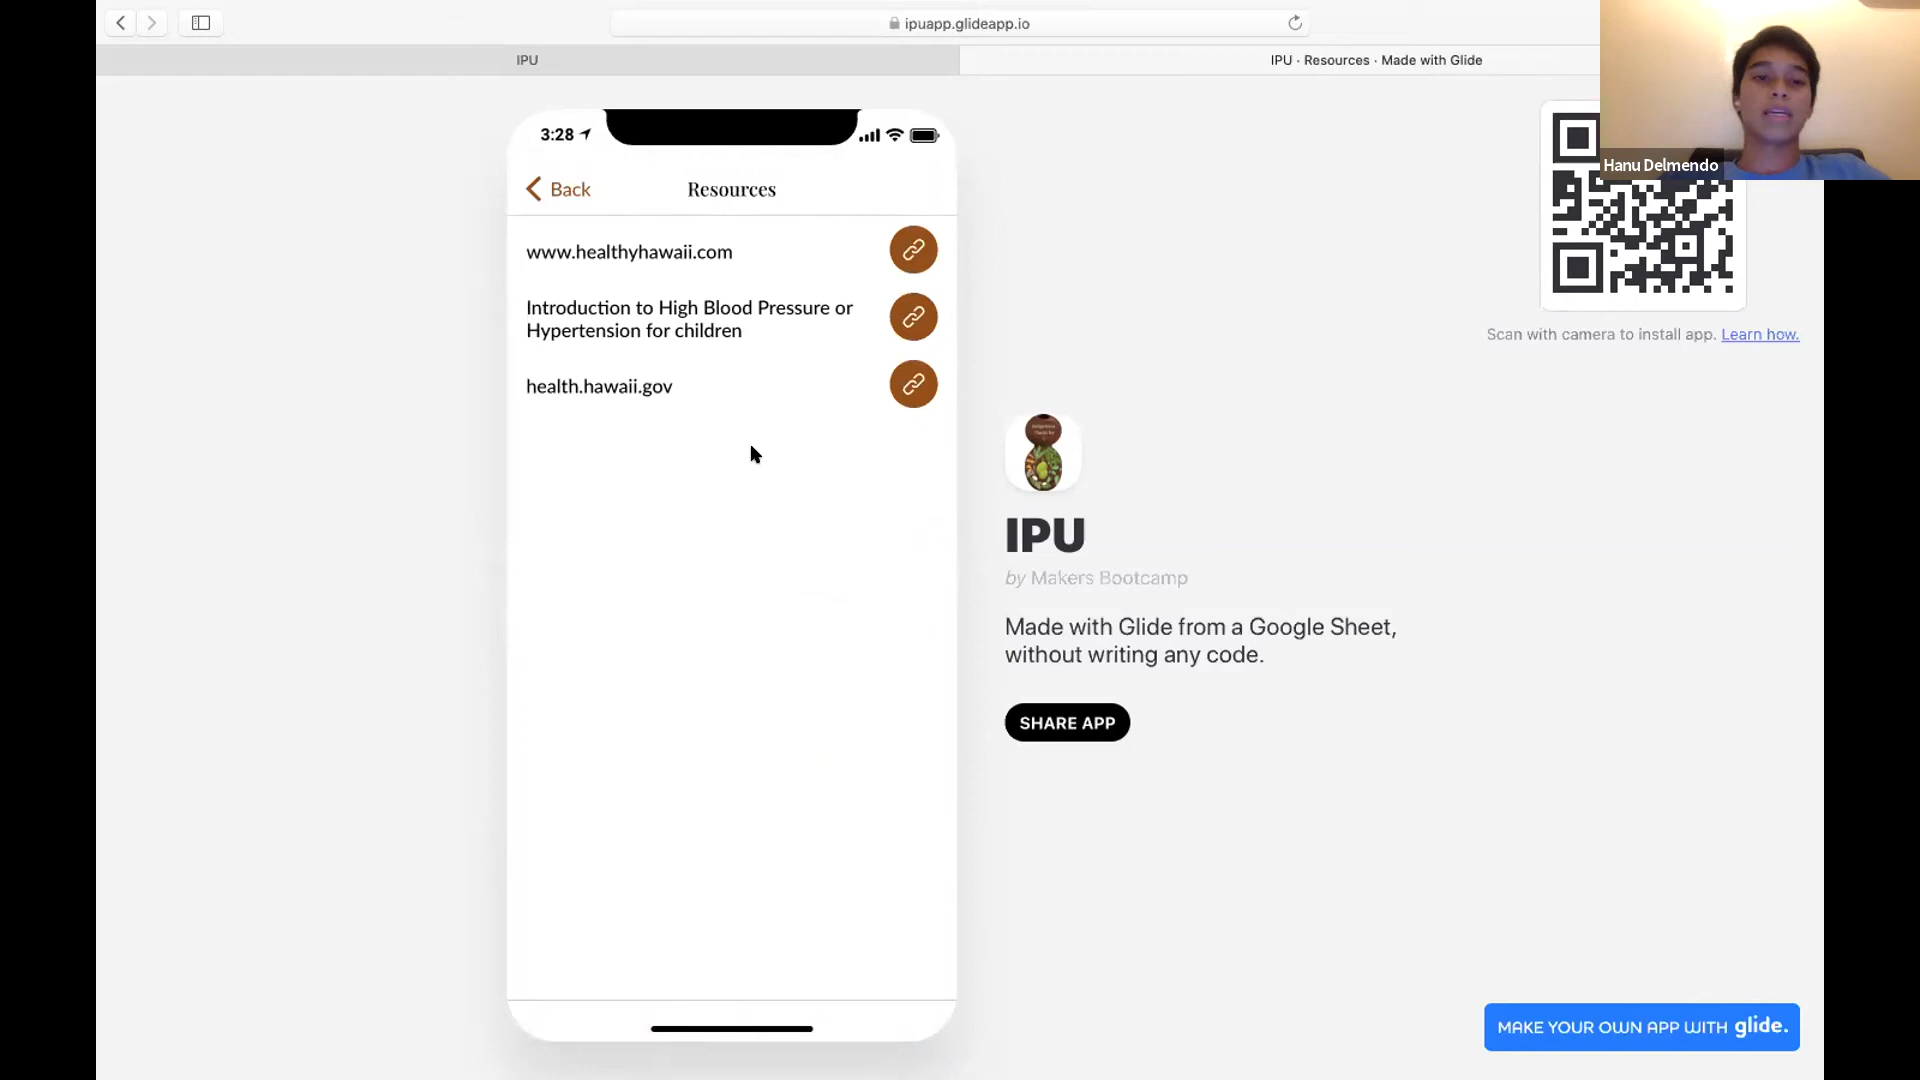 ipuapp.glideapp.io
IPU
IPU · Resources · Made with Glide
3:28
Back
Resources
www.healthyhawaii.com
Introduction to High Blood Pressure or
Hypertension for children
health.hawaii.gov
Hanu Delmendo
Scan with camera to install app. Learn how.
IPU
by Makers Bootcamp
Made with Glide from a Google Sheet,
without writing any code.
SHARE APP
MAKE YOUR OWN APP WITH glide.